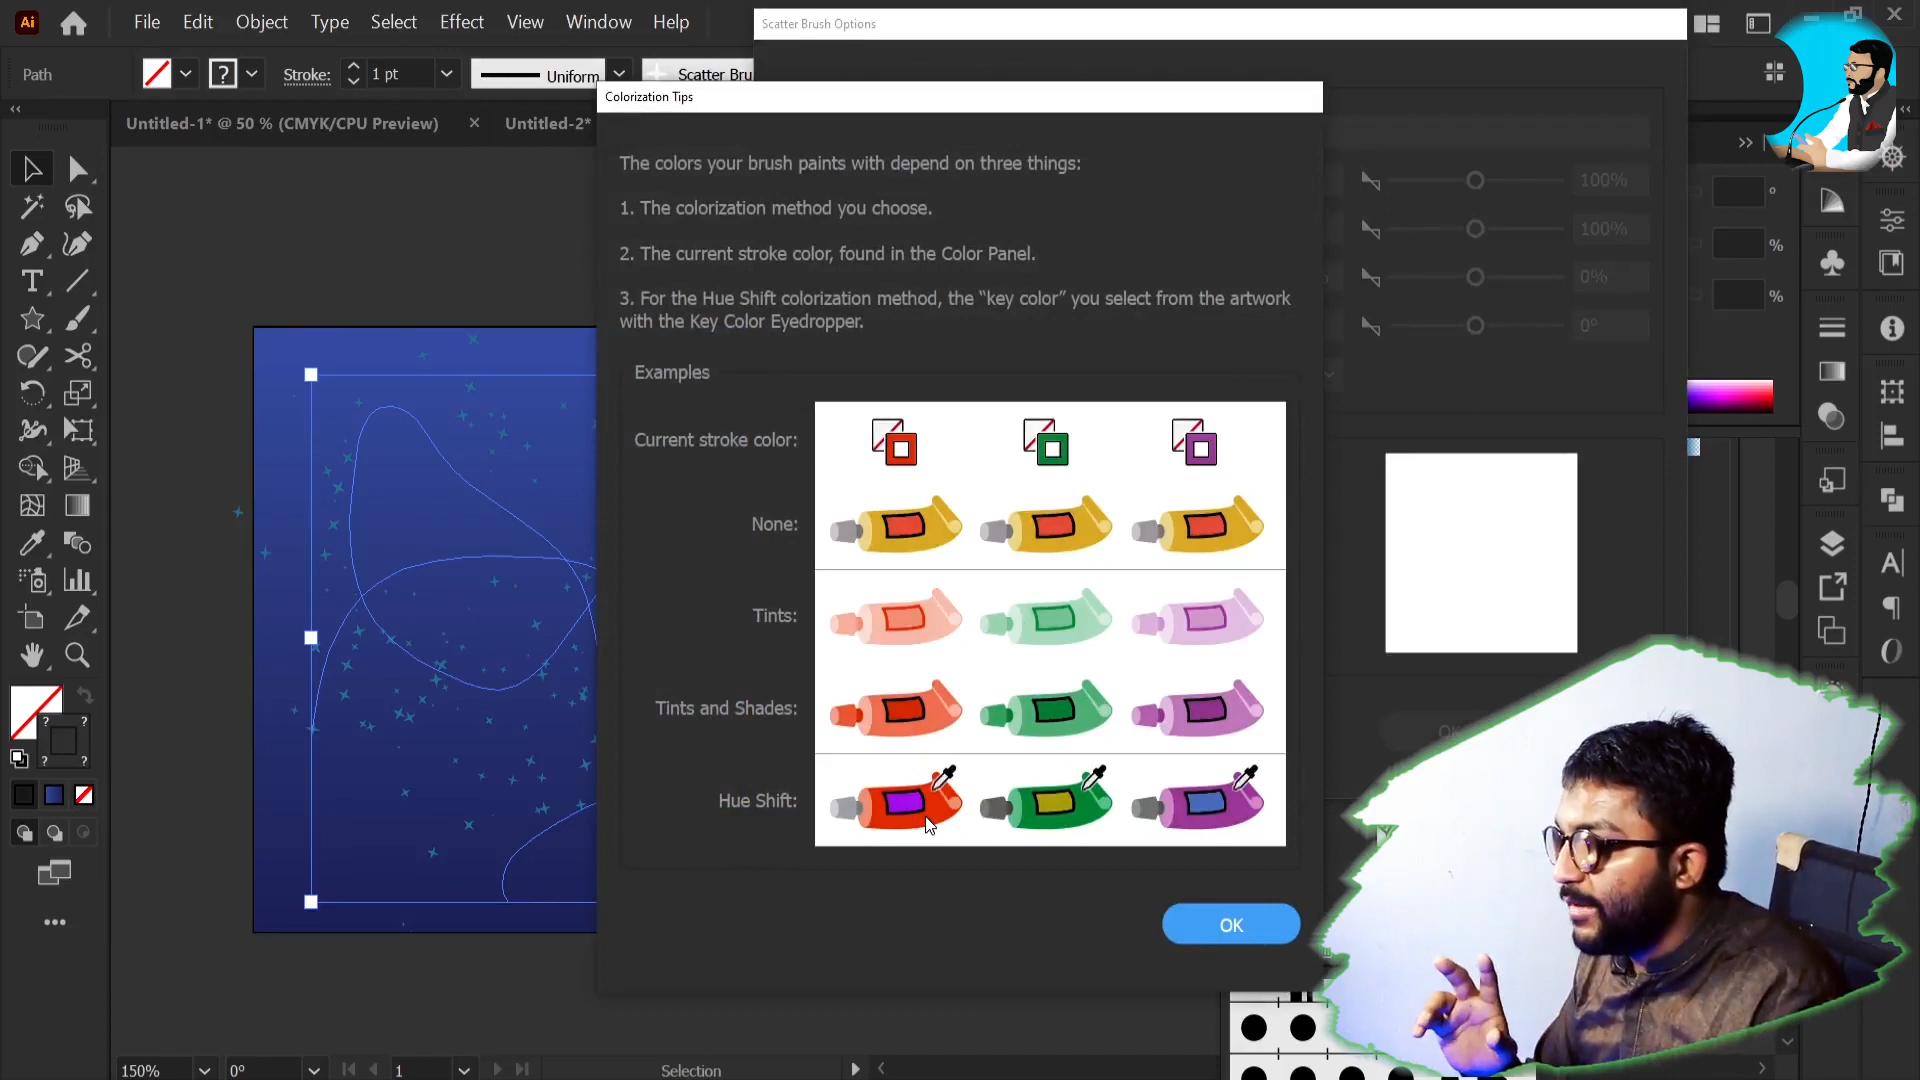 Ai File Edit Object Type Select Effect View Window Help
Scatter Brush Options
Path ? Stroke: 1 pt Uniform Scatter Bru
Colorization Tips
Untitled-1* @ 50 % (CMYK/CPU Preview) × Untitled-2*
The colors your brush paints with depend on three things:
1. The colorization method you choose.
2. The current stroke color, found in the Color Panel.
3. For the Hue Shift colorization method, the “key color” you select from the artwork
with the Key Color Eyedropper.
100%
100%
0%
0°
°
%
%
Examples
Current stroke color:
None:
Tints:
Tints and Shades:
Hue Shift:
OK
? ?
? ?
150% 0° 1 Selection